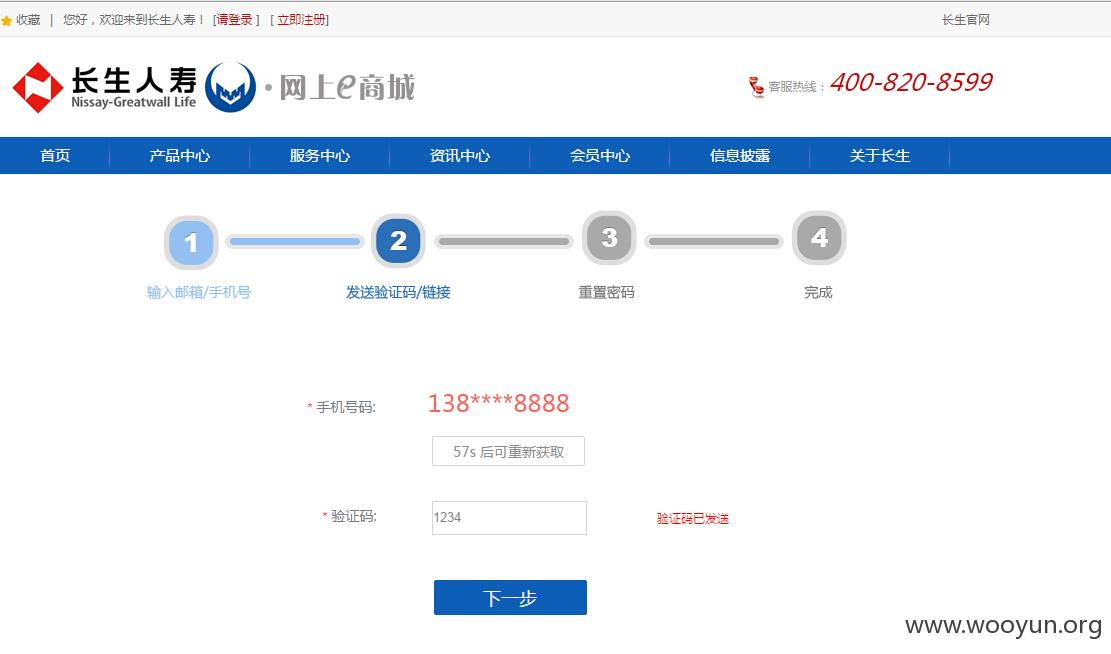 收藏 | 您好，欢迎来到长生人寿！ [请登录 ] [ 立即注册] 长生官网
长生人寿 ·网上e商城
Nissay-Greatwall Life
客服热线：400-820-8599
首页 产品中心 服务中心 资讯中心 会员中心 信息披露 关于长生
1 2 3 4
输入邮箱/手机号 发送验证码/链接 重置密码 完成
* 手机号码: 138****8888
57s 后可重新获取
* 验证码: 1234 验证码已发送
下一步
www.wooyun.org